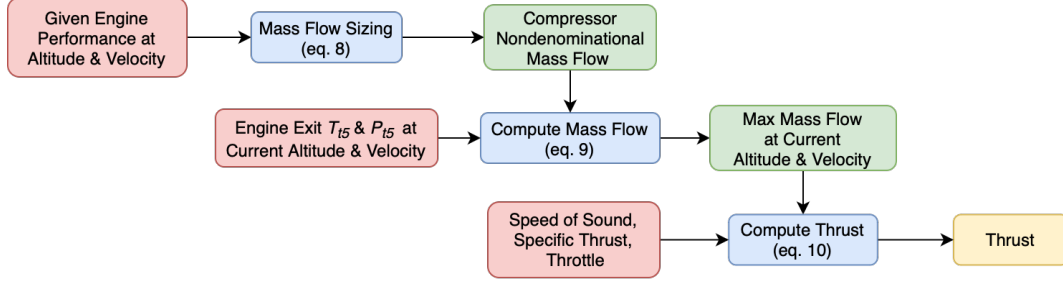 Given Engine
Performance at
Altitude & Velocity
Mass Flow Sizing
(eq. 8)
Compressor
Nondenominational
Mass Flow
Engine Exit Tt5 & Pt5 at
Current Altitude & Velocity
Compute Mass Flow
(eq. 9)
Max Mass Flow
at Current
Altitude & Velocity
Speed of Sound,
Specific Thrust,
Throttle
Compute Thrust
(eq. 10)
Thrust